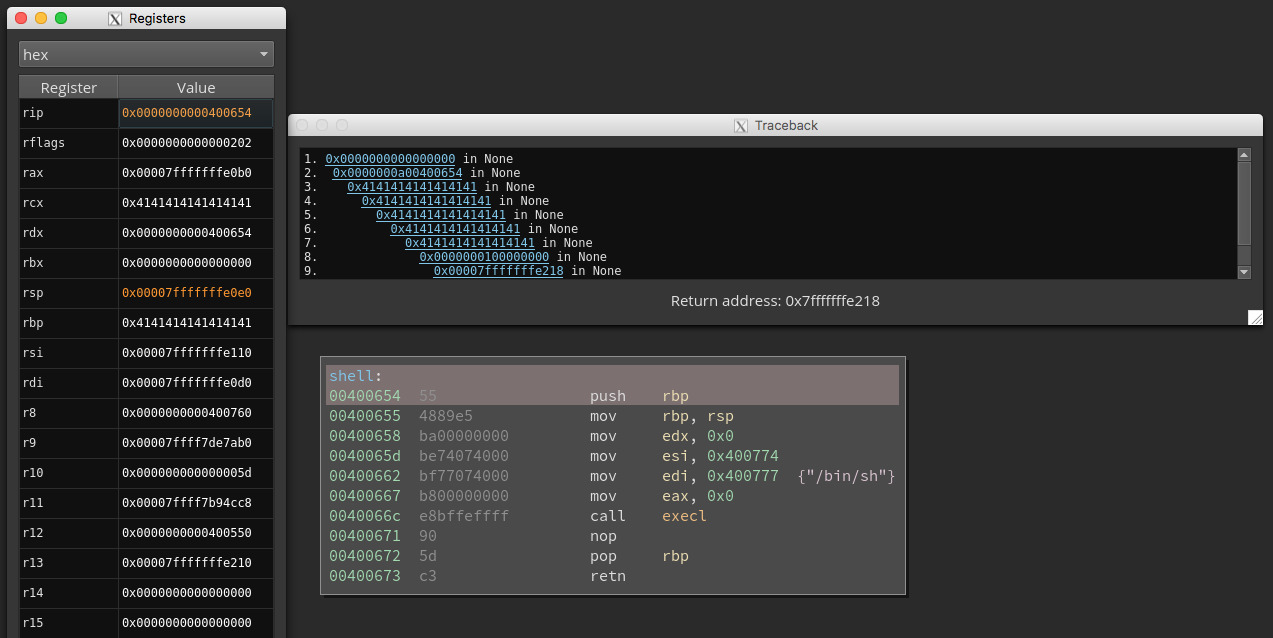 Registers
hex
Register Value
rip 0x0000000000400654
rflags 0x0000000000000202
rax 0x00007fffffffe0b0
rcx 0x4141414141414141
rdx 0x0000000000400654
rbx 0x0000000000000000
rsp 0x00007fffffffe0e0
rbp 0x4141414141414141
rsi 0x00007fffffffe110
rdi 0x00007fffffffe0d0
r8 0x0000000000400760
r9 0x00007ffff7de7ab0
r10 0x000000000000005d
r11 0x00007ffff7b94cc8
r12 0x0000000000400550
r13 0x00007fffffffe210
r14 0x0000000000000000
r15 0x0000000000000000
Traceback
1. 0x0000000000000000 in None
2. 0x0000000a00400654 in None
3. 0x4141414141414141 in None
4. 0x4141414141414141 in None
5. 0x4141414141414141 in None
6. 0x4141414141414141 in None
7. 0x4141414141414141 in None
8. 0x0000000100000000 in None
9. 0x00007fffffffe218 in None
Return address: 0x7fffffffe218
shell:
00400654 55 push rbp
00400655 4889e5 mov rbp, rsp
00400658 ba00000000 mov edx, 0x0
0040065d be74074000 mov esi, 0x400774
00400662 bf77074000 mov edi, 0x400777 {"/bin/sh"}
00400667 b800000000 mov eax, 0x0
0040066c e8bffeffff call execl
00400671 90 nop
00400672 5d pop rbp
00400673 c3 retn